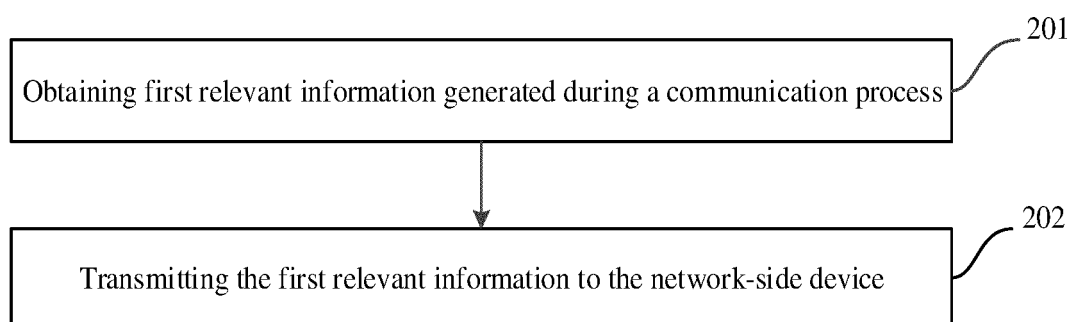 201
Obtaining first relevant information generated during a communication process
202
Transmitting the first relevant information to the network-side device